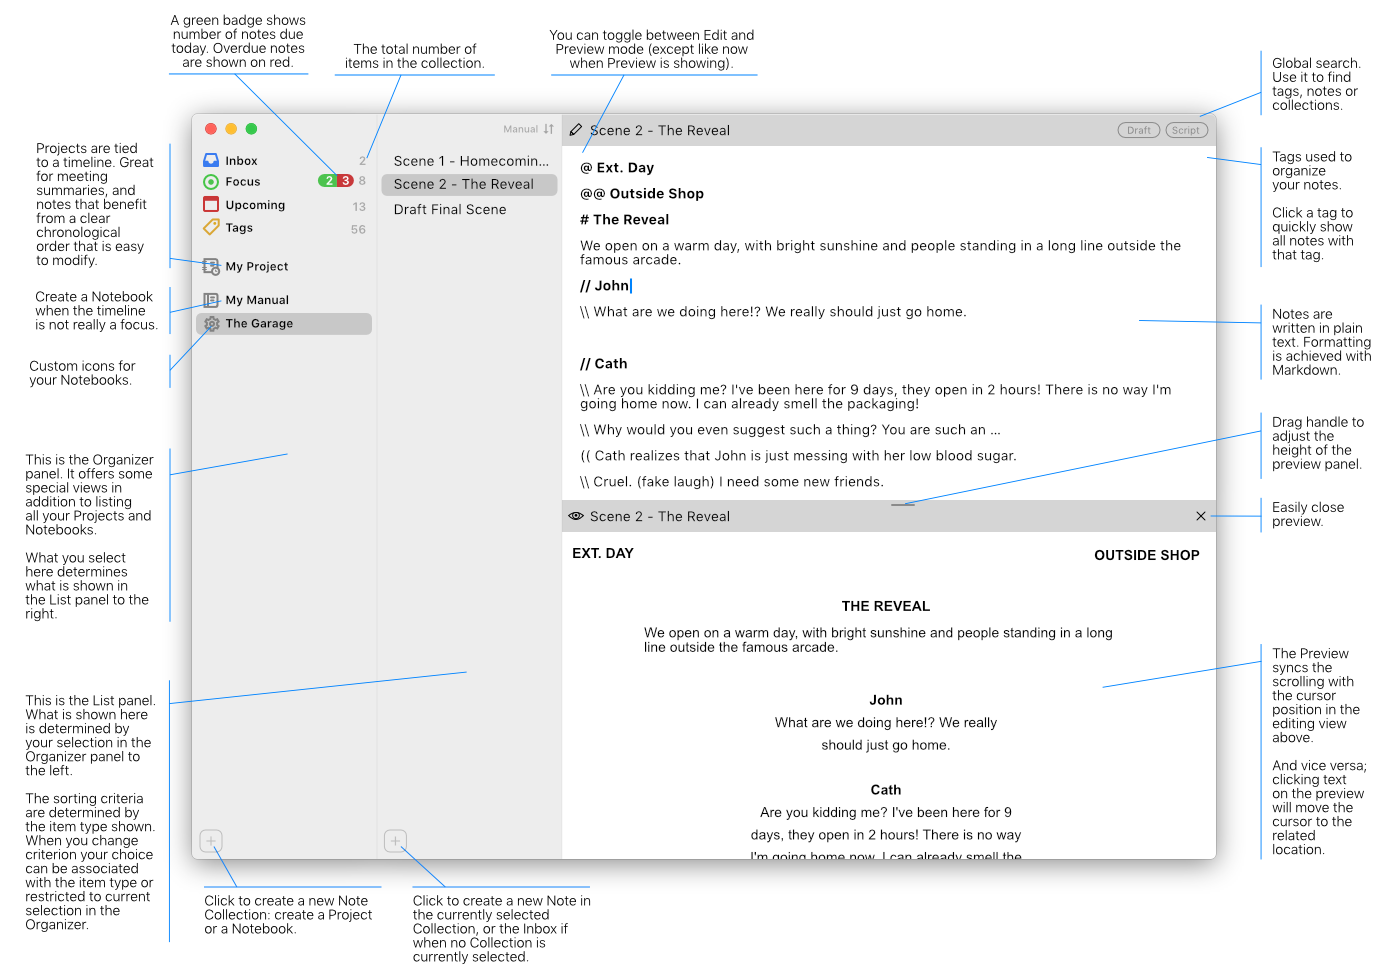 A green badge shows
number of notes due
today. Overdue notes
are shown on red.
The total number of
items in the collection.
You can toggle between Edit and
Preview mode (except like now
when Preview is showing).
Global search.
Use it to find
tags, notes or
collections.
Projects are tied
to a timeline. Great
for meeting
summaries, and
notes that benefit
from a clear
chronological
order that is easy
to modify.
Create a Notebook
when the timeline
is not really a focus.
Custom icons for
your Notebooks.
This is the Organizer
panel. It offers some
special views in
addition to listing
all your Projects and
Notebooks.
What you select
here determines
what is shown in
the List panel to the
right.
This is the List panel.
What is shown here
is determined by
your selection in the
Organizer panel to
the left.
The sorting criteria
are determined by
the item type shown.
When you change
criterion your choice
can be associated
with the item type or
restricted to current
selection in the
Organizer.
Inbox 2
Focus 2 3 8
Upcoming 13
Tags 56
My Project
My Manual
The Garage
Manual
Scene 1 - Homecomin...
Scene 2 - The Reveal
Draft Final Scene
Scene 2 - The Reveal
Draft Script
@ Ext. Day
@@ Outside Shop
# The Reveal
We open on a warm day, with bright sunshine and people standing in a long line outside the
famous arcade.
// John
\\ What are we doing here!? We really should just go home.
// Cath
\\ Are you kidding me? I've been here for 9 days, they open in 2 hours! There is no way I'm
going home now. I can already smell the packaging!
\\ Why would you even suggest such a thing? You are such an ...
(( Cath realizes that John is just messing with her low blood sugar.
\\ Cruel. (fake laugh) I need some new friends.
Scene 2 - The Reveal
EXT. DAY OUTSIDE SHOP
THE REVEAL
We open on a warm day, with bright sunshine and people standing in a long
line outside the famous arcade.
John
What are we doing here!? We really
should just go home.
Cath
Are you kidding me? I've been here for 9
days, they open in 2 hours! There is no way
I'm going home now. I can already smell the
Tags used to
organize
your notes.
Click a tag to
quickly show
all notes with
that tag.
Notes are
written in plain
text. Formatting
is achieved with
Markdown.
Drag handle to
adjust the
height of the
preview panel.
Easily close
preview.
The Preview
syncs the
scrolling with
the cursor
position in the
editing view
above.
And vice versa;
clicking text
on the preview
will move the
cursor to the
related
location.
Click to create a new Note
Collection: create a Project
or a Notebook.
Click to create a new Note in
the currently selected
Collection, or the Inbox if
when no Collection is
currently selected.